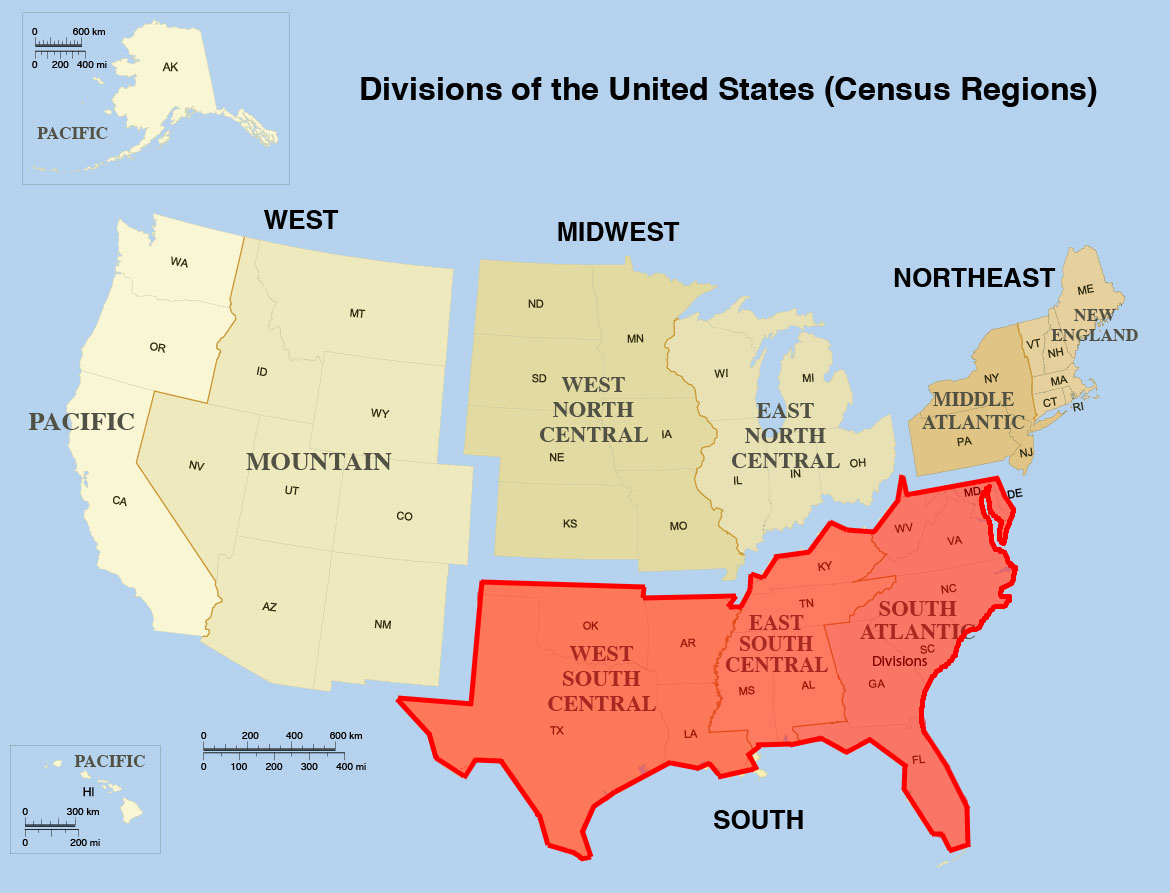 0 600 km
0 200 400 mi
AK
PACIFIC
Divisions of the United States (Census Regions)
WEST
MIDWEST
NORTHEAST
WA
MT
OR
ID
WY
PACIFIC
MOUNTAIN
NV
UT
CA
CO
AZ
NM
ND
MN
SD
WEST
NORTH
CENTRAL
IA
NE
KS
MO
WI
MI
EAST
NORTH
CENTRAL
IL
IN
OH
ME
NEW
ENGLAND
VT
NH
MA
CT
RI
NY
MIDDLE
ATLANTIC
PA
NJ
MD
DE
WV
VA
KY
NC
TN
SOUTH
ATLANTIC
SC
Divisions
GA
FL
EAST
SOUTH
CENTRAL
MS
AL
OK
AR
WEST
SOUTH
CENTRAL
TX
LA
SOUTH
0 200 400 600 km
0 100 200 300 400 mi
PACIFIC
HI
0 300 km
0 200 mi